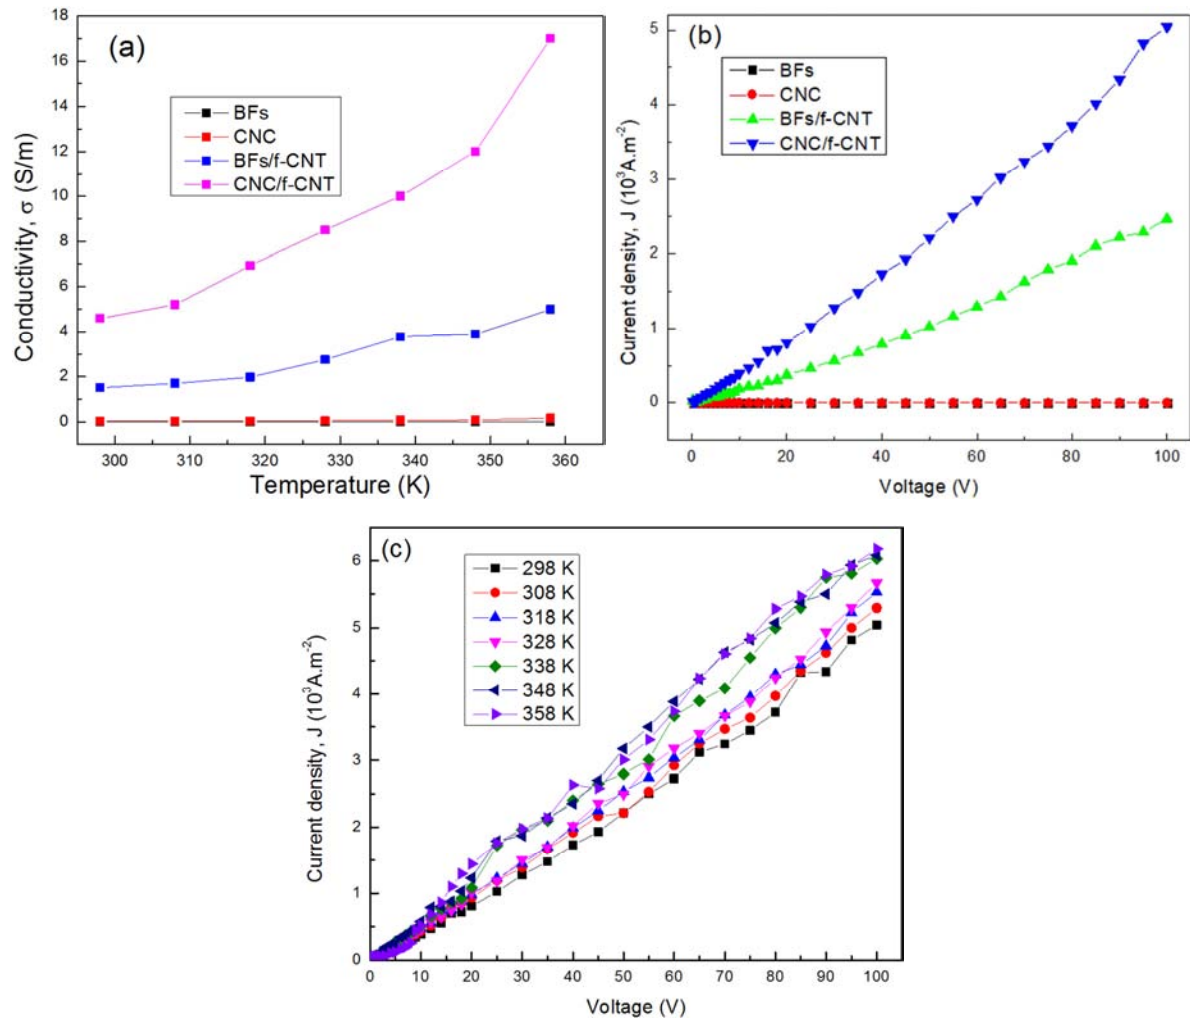 (a)
BFs
CNC
BFs/f-CNT
CNC/f-CNT
Conductivity, σ (S/m)
18
16
14
12
10
8
6
4
2
0
300 310 320 330 340 350 360
Temperature (K)
(b)
BFs
CNC
BFs/f-CNT
CNC/f-CNT
Current density, J (10³A.m⁻²)
5
4
3
2
1
0
0 20 40 60 80 100
Voltage (V)
(c)
298 K
308 K
318 K
328 K
338 K
348 K
358 K
Current density, J (10³A.m⁻²)
6
5
4
3
2
1
0
0 10 20 30 40 50 60 70 80 90 100
Voltage (V)